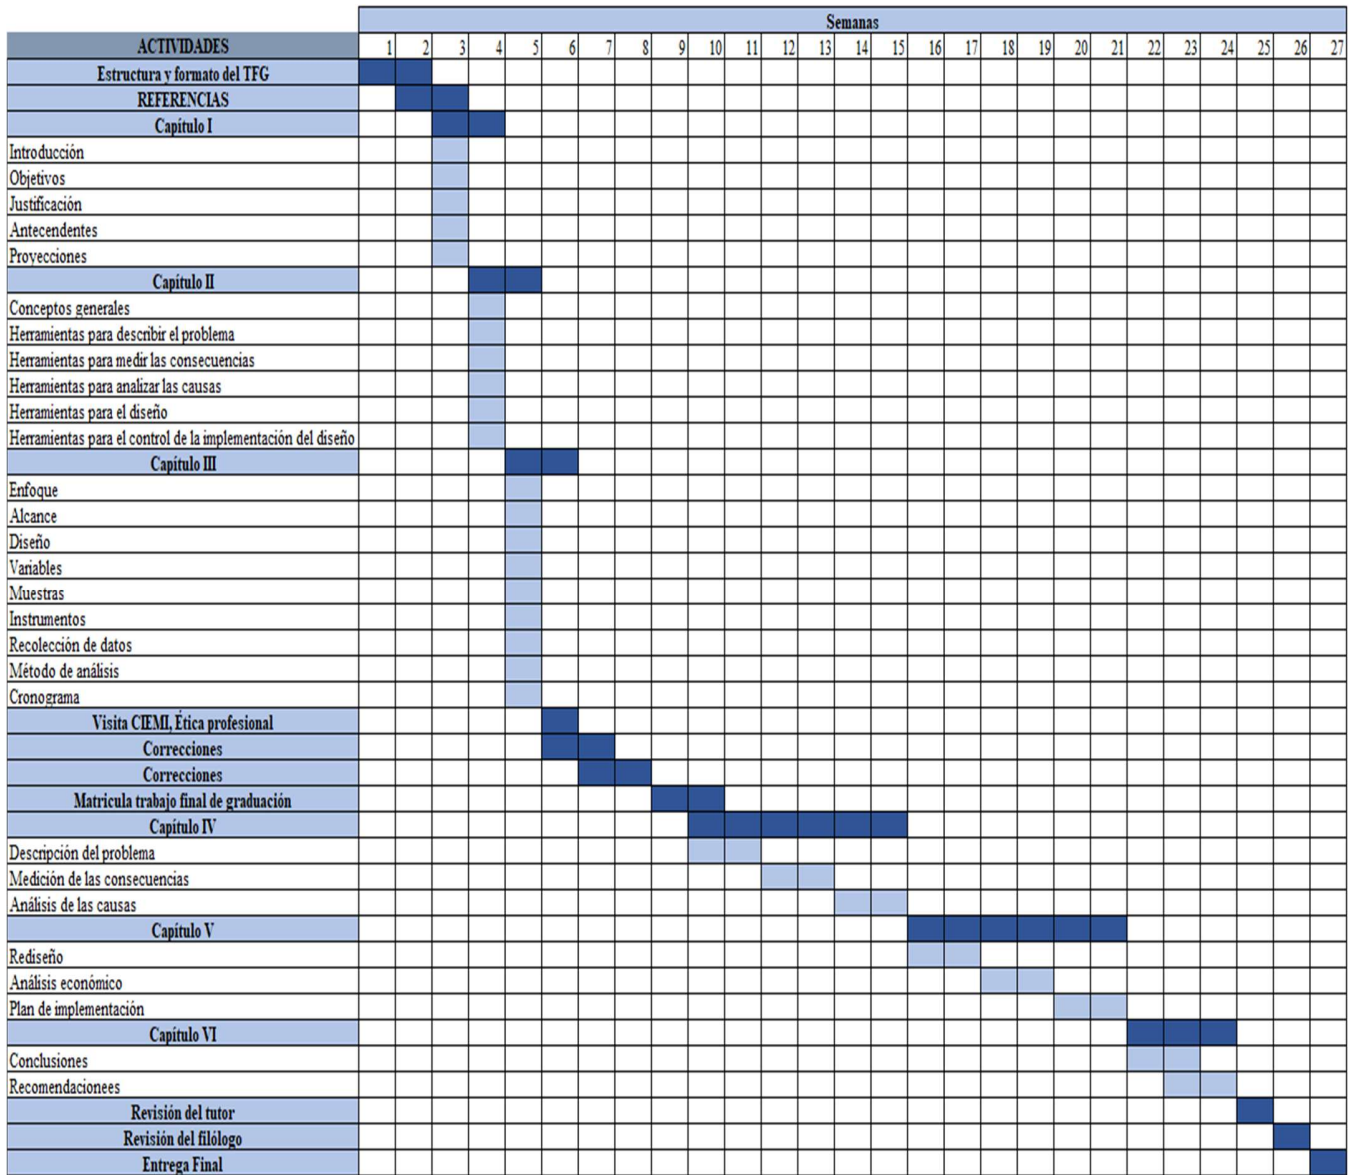 Semanas
ACTIVIDADES 1 2 3 4 5 6 7 8 9 10 11 12 13 14 15 16 17 18 19 20 21 22 23 24 25 26 27
Estructura y formato del TFG
REFERENCIAS
Capítulo I
Introducción
Objetivos
Justificación
Antecendentes
Proyecciones
Capítulo II
Conceptos generales
Herramientas para describir el problema
Herramientas para medir las consecuencias
Herramientas para analizar las causas
Herramientas para el diseño
Herramientas para el control de la implementación del diseño
Capítulo III
Enfoque
Alcance
Diseño
Variables
Muestras
Instrumentos
Recolección de datos
Método de análisis
Cronograma
Visita CIEMI, Ética profesional
Correcciones
Correcciones
Matricula trabajo final de graduación
Capítulo IV
Descripción del problema
Medición de las consecuencias
Análisis de las causas
Capítulo V
Rediseño
Análisis económico
Plan de implementación
Capítulo VI
Conclusiones
Recomendacionees
Revisión del tutor
Revisión del filólogo
Entrega Final